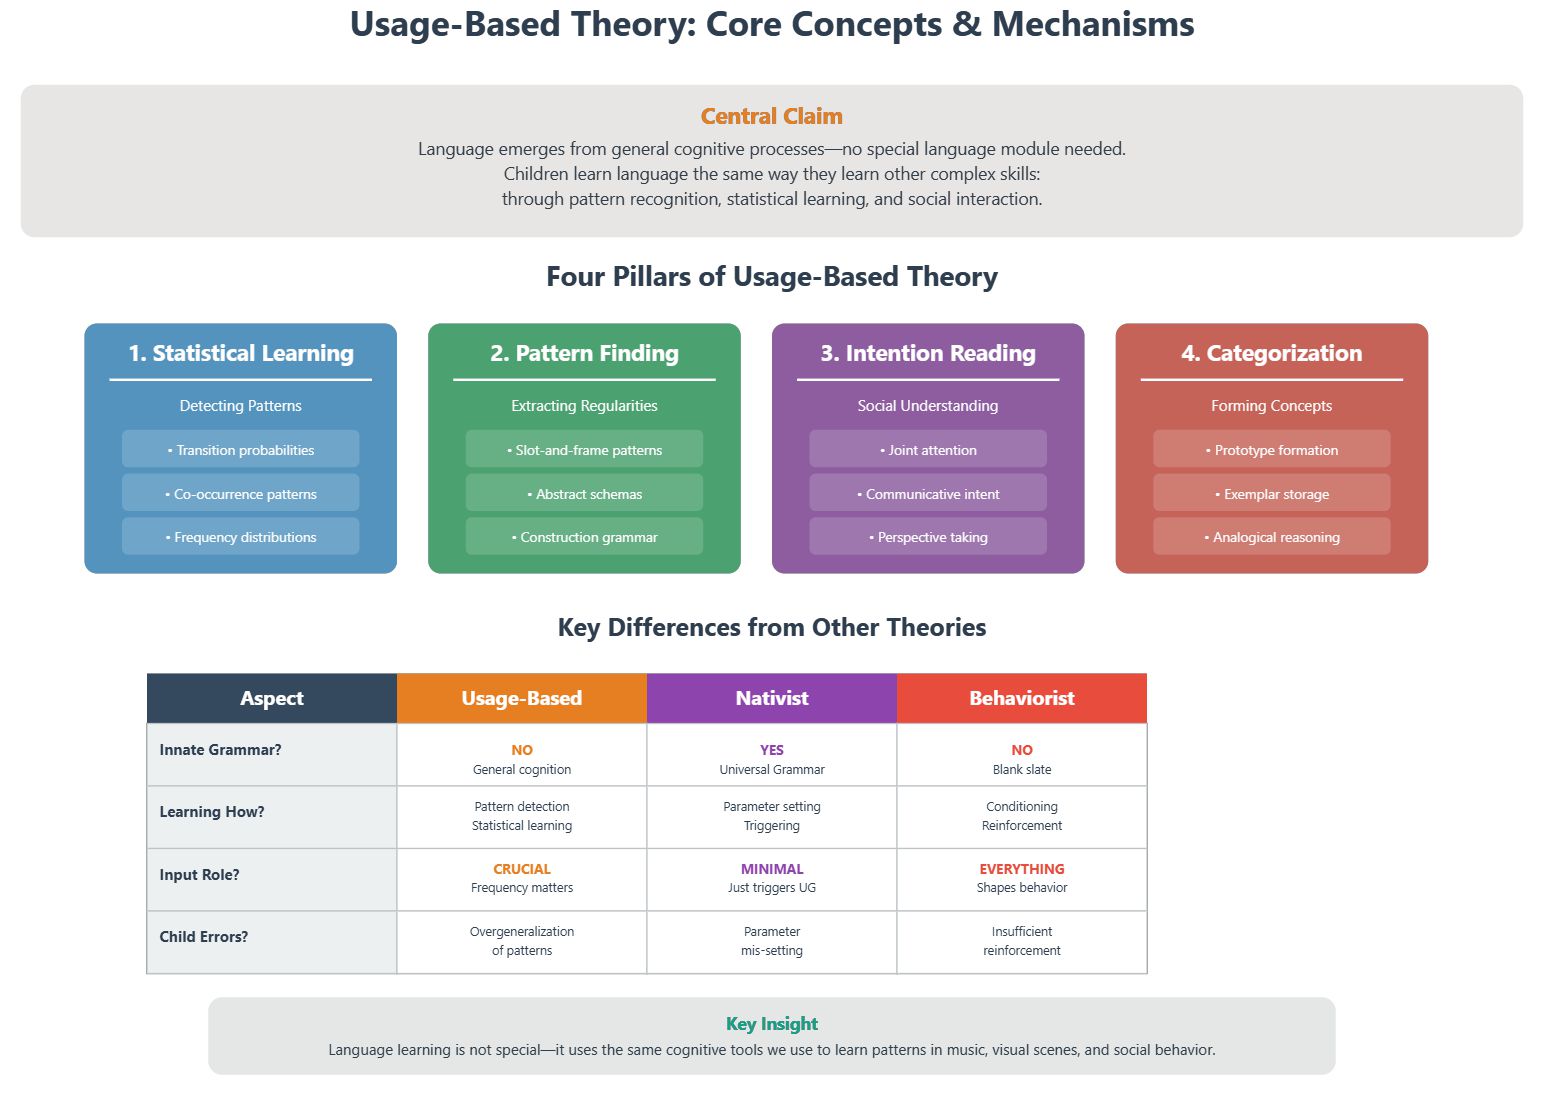 Usage-Based Theory: Core Concepts & Mechanisms
Central Claim
Language emerges from general cognitive processes—no special language module needed.
Children learn language the same way they learn other complex skills:
through pattern recognition, statistical learning, and social interaction.
Four Pillars of Usage-Based Theory
1. Statistical Learning
Detecting Patterns
• Transition probabilities
• Co-occurrence patterns
• Frequency distributions
2. Pattern Finding
Extracting Regularities
• Slot-and-frame patterns
• Abstract schemas
• Construction grammar
3. Intention Reading
Social Understanding
• Joint attention
• Communicative intent
• Perspective taking
4. Categorization
Forming Concepts
• Prototype formation
• Exemplar storage
• Analogical reasoning
Key Differences from Other Theories
Aspect
Usage-Based
Nativist
Behaviorist
Innate Grammar?
NO
General cognition
YES
Universal Grammar
NO
Blank slate
Learning How?
Pattern detection
Statistical learning
Parameter setting
Triggering
Conditioning
Reinforcement
Input Role?
CRUCIAL
Frequency matters
MINIMAL
Just triggers UG
EVERYTHING
Shapes behavior
Child Errors?
Overgeneralization
of patterns
Parameter
mis-setting
Insufficient
reinforcement
Key Insight
Language learning is not special—it uses the same cognitive tools we use to learn patterns in music, visual scenes, and social behavior.